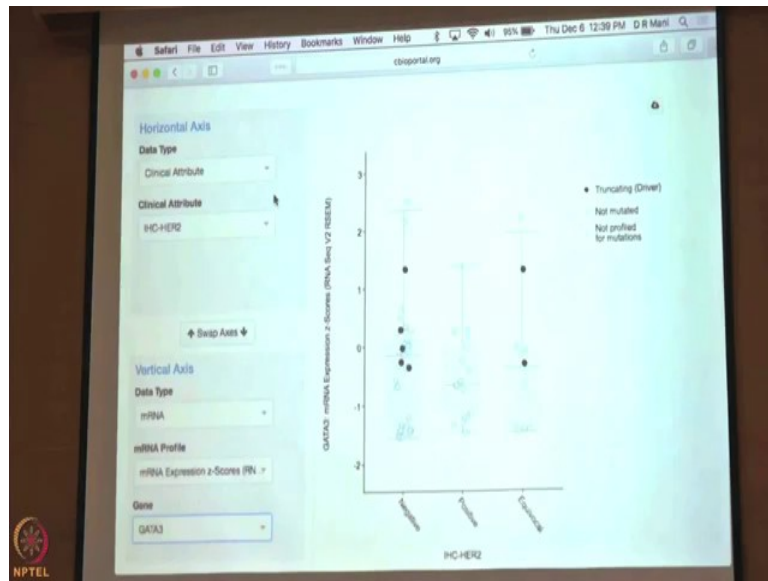 Safari File Edit View History Bookmarks Window Help 95% Thu Dec 6 12:39 PM D R Mani
cbioportal.org
Horizontal Axis
Data Type
Clinical Attribute
Clinical Attribute
IHC-HER2
Swap Axes
Vertical Axis
Data Type
mRNA
mRNA Profile
mRNA Expression z-Scores (RN
Gene
GATA3
GATA3: mRNA Expression z-Scores (RNA Seq V2 RSEM)
3
2
1
0
-1
-2
Negative
Positive
Equivocal
IHC-HER2
Truncating (Driver)
Not mutated
Not profiled
for mutations
NPTEL